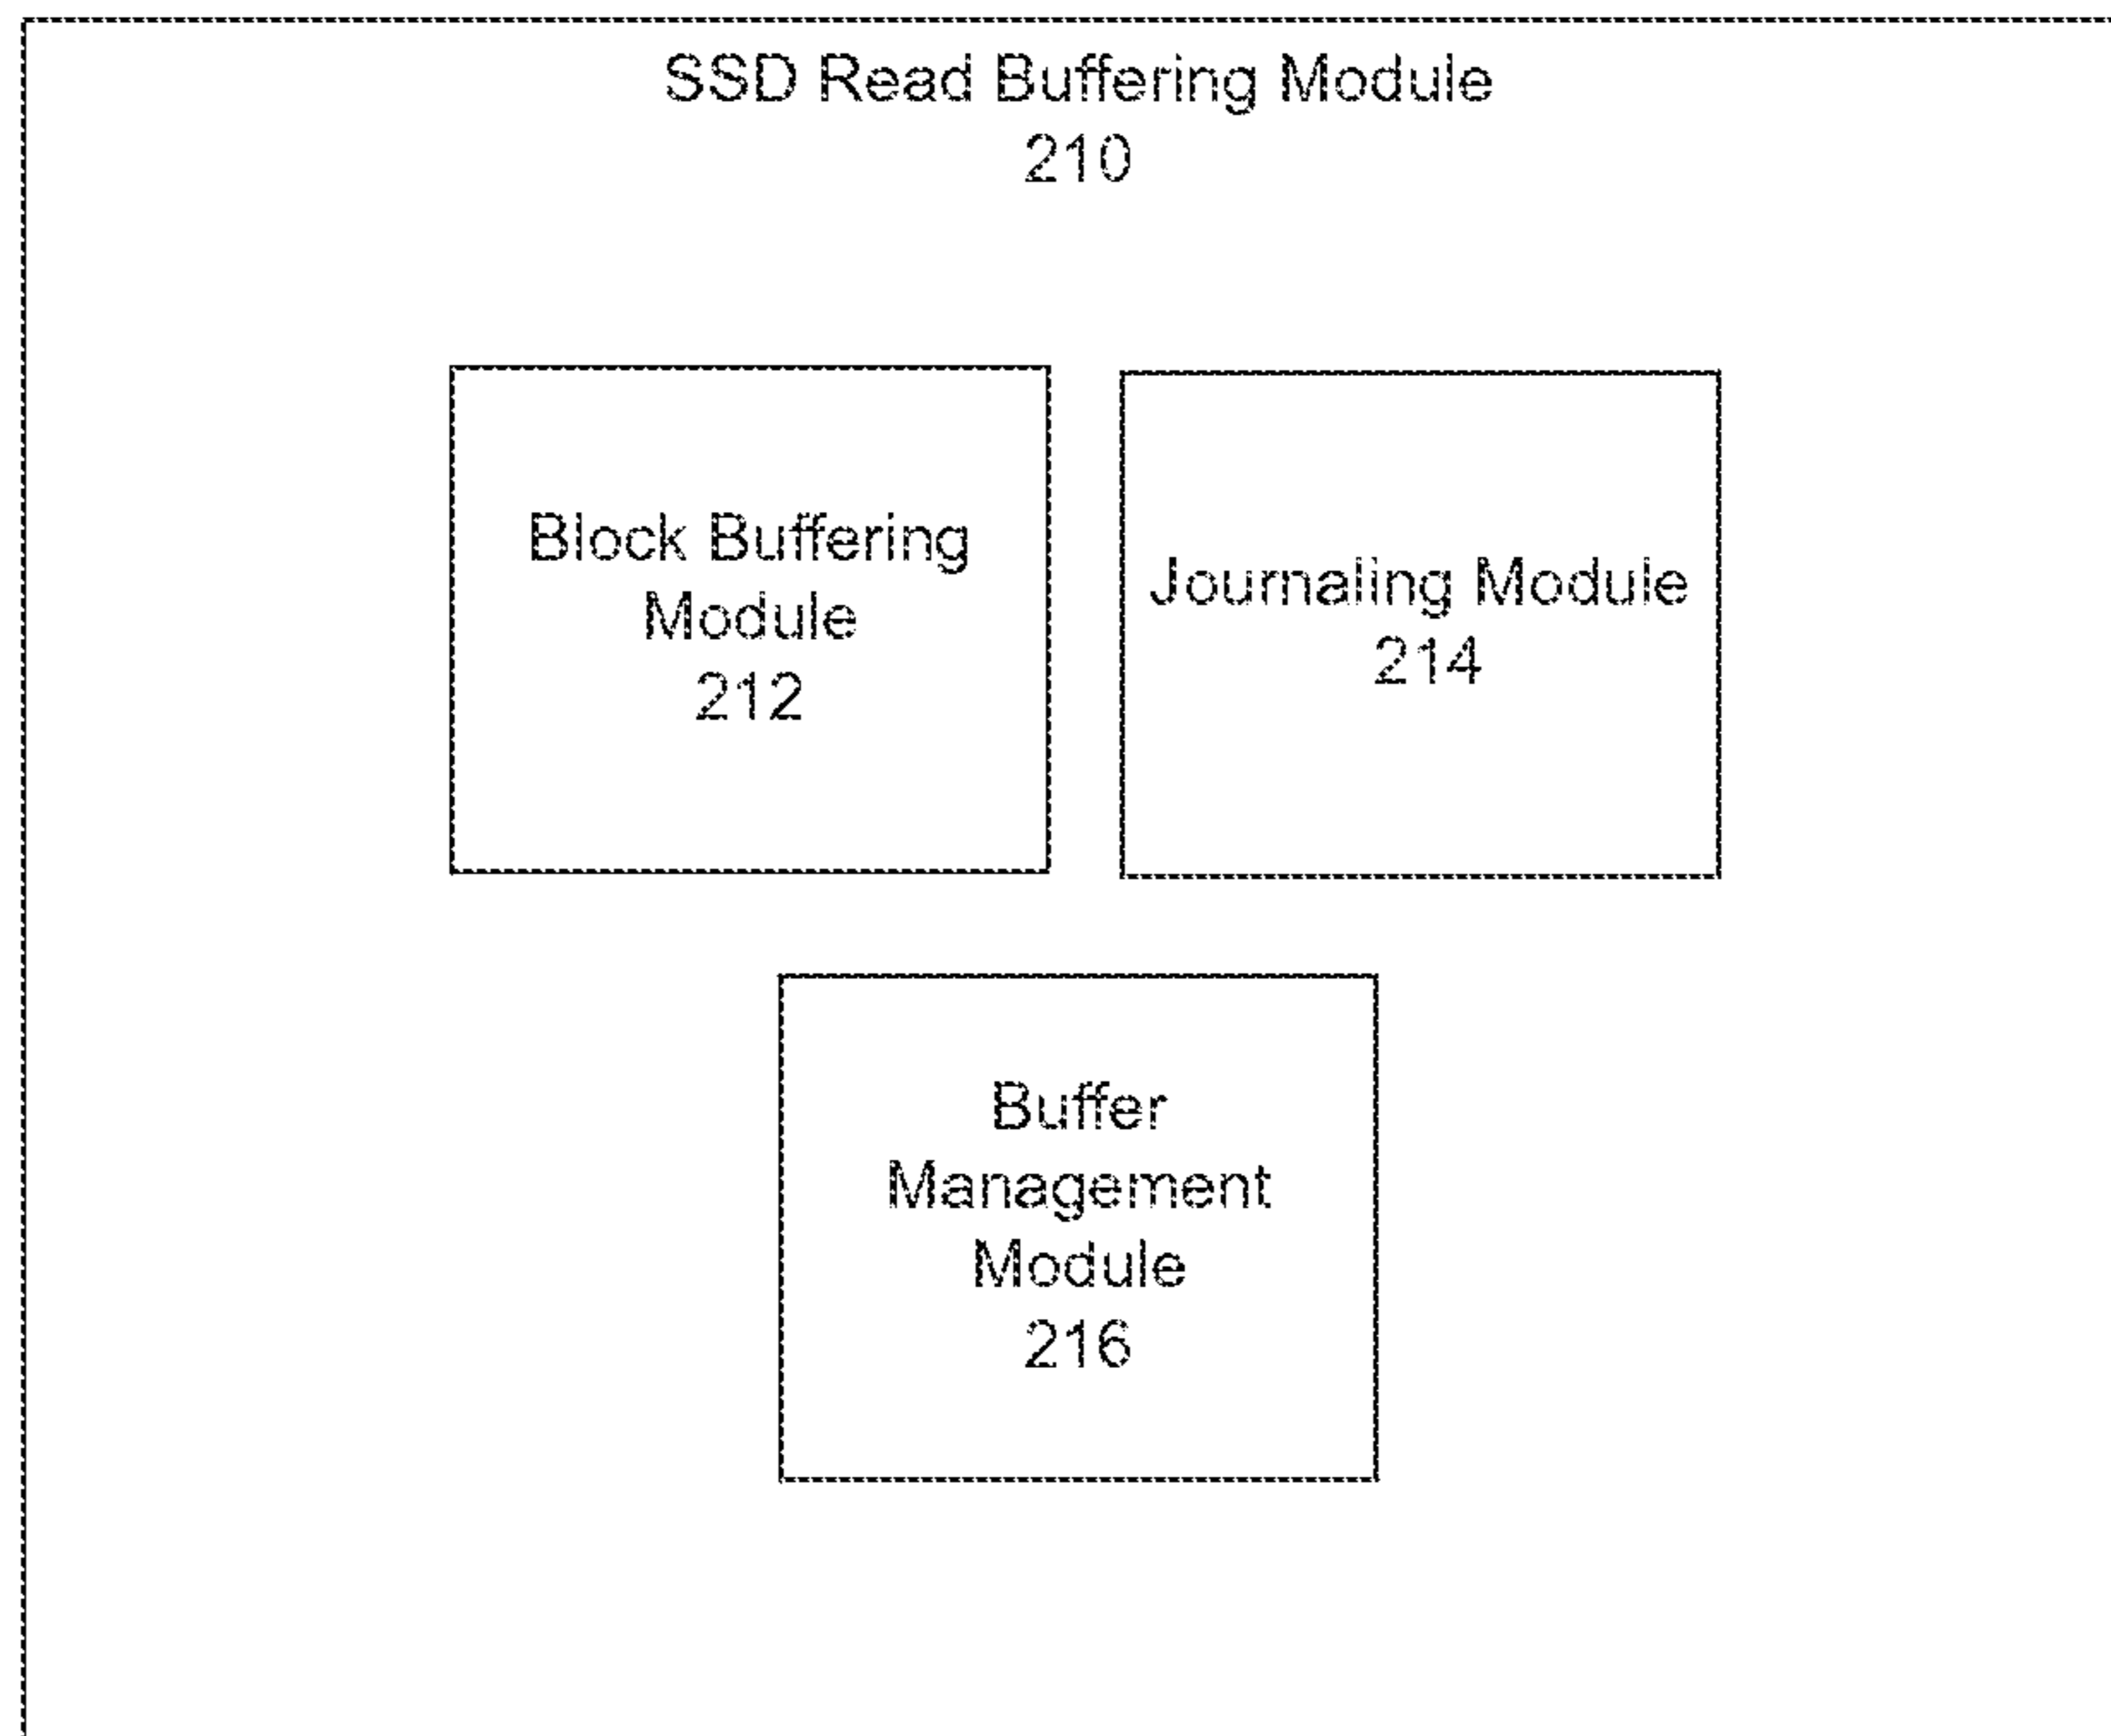 SSD Read Buffering Module
210
Block Buffering
Module
212
Journaling Module
214
Buffer
Management
Module
216